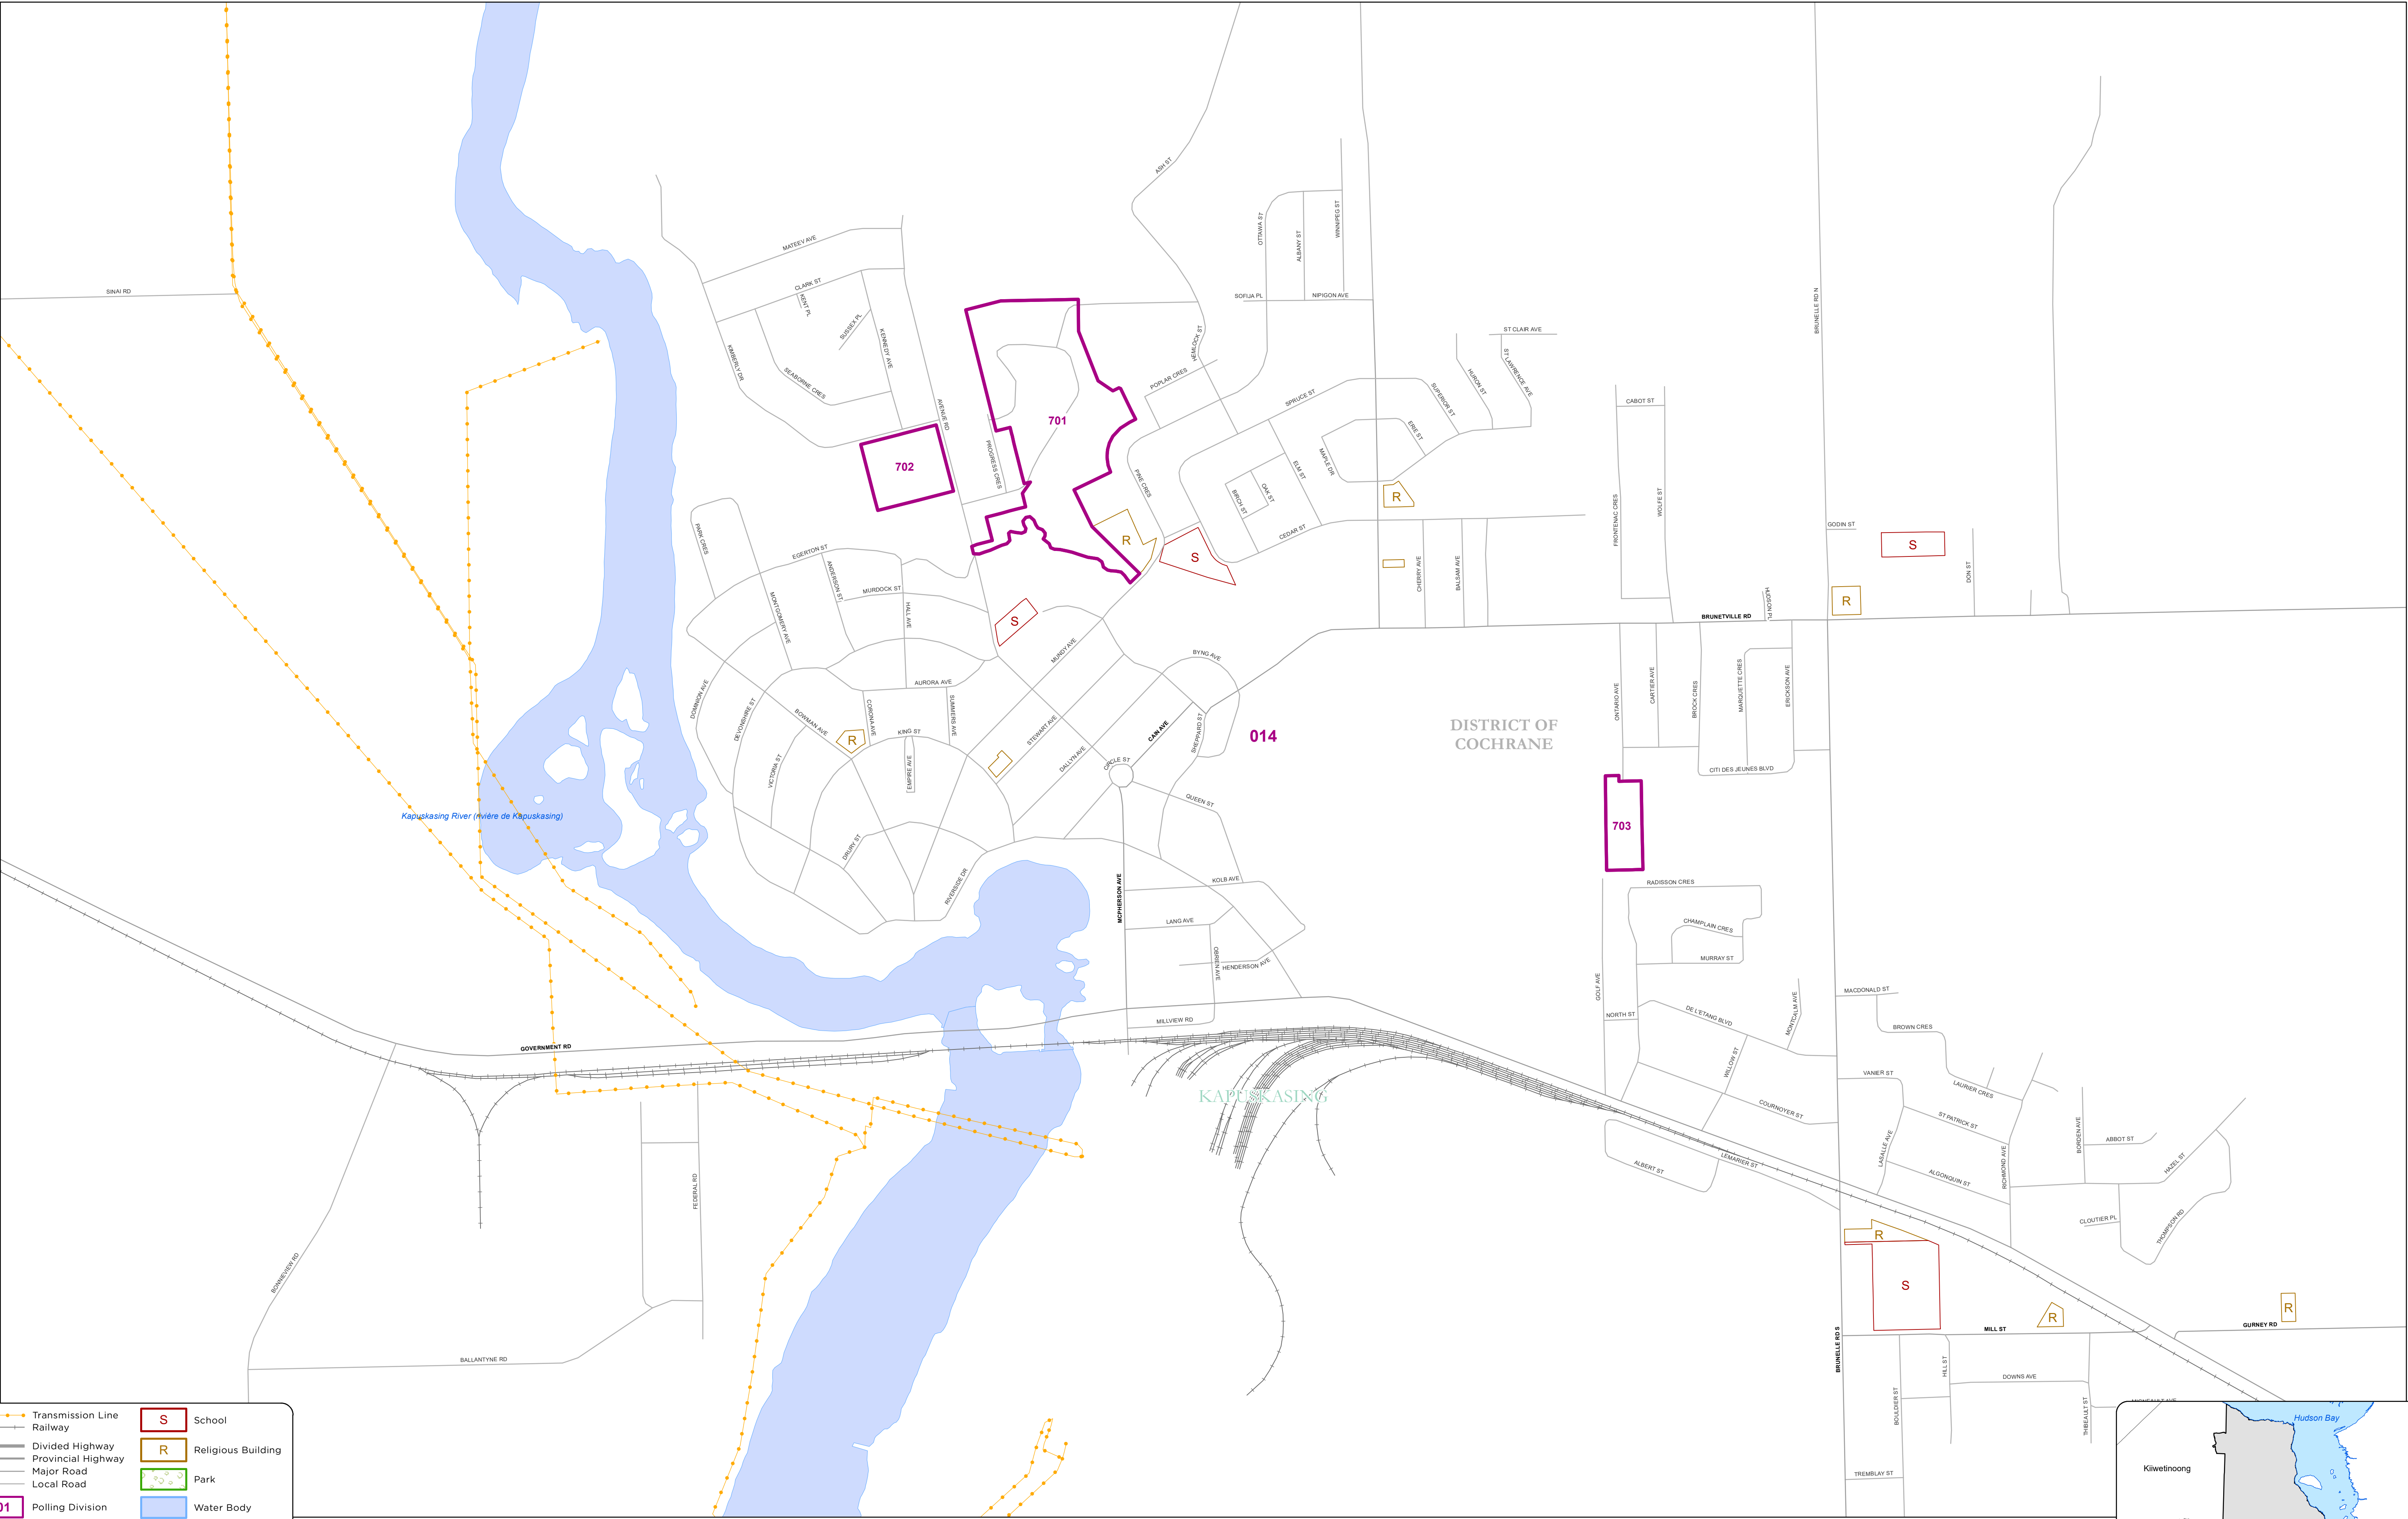 ASH ST
OTTAWA ST
ALBANY ST
WINNIPEG ST
MATEEV AVE
CLARK ST
KENT PL
SUSSEX PL
KENNEDY AVE
KIMBERLY DR
SEABORNE CRES
SINAI RD
SOFIJA PL
NIPIGON AVE
BRUNELLE RD N
HEMLOCK ST
ST CLAIR AVE
ST LAWRENCE AVE
HURON ST
SUPERIOR ST
POPLAR CRES
SPRUCE ST
AVENUE RD
701
702
PROGRESS CRES
ERIE ST
MAPLE DR
ELM ST
OAK ST
BIRCH ST
PINE CRES
CEDAR ST
CABOT ST
FRONTENAC CRES
WOLFE ST
R
GODIN ST
S
DON ST
PARK CRES
EGERTON ST
ANDERSON ST
MURDOCK ST
HALL AVE
MONTGOMERY AVE
R
S
CHERRY AVE
BALSAM AVE
R
HUDSON PL
BRUNETVILLE RD
S
MUNDY AVE
BYNG AVE
AURORA AVE
DOMINION AVE
DEVONSHIRE ST
BOWMAN AVE
CORONA AVE
SUMMERS AVE
R
KING ST
EMPIRE AVE
VICTORIA ST
STEWART AVE
DALLYN AVE
CAIN AVE
SHEPPARD ST
CIRCLE ST
014
DISTRICT OF
COCHRANE
ONTARIO AVE
CARTIER AVE
BROCK CRES
MARQUETTE CRES
ERICKSON AVE
CITI DES JEUNES BLVD
703
QUEEN ST
Kapuskasing River (rivière de Kapuskasing)
DRURY ST
RIVERSIDE DR
MCPHERSON AVE
KOLB AVE
LANG AVE
OBRIEN AVE
HENDERSON AVE
RADISSON CRES
CHAMPLAIN CRES
MURRAY ST
GOLF AVE
NORTH ST
DE L'ETANG BLVD
MONTCALM AVE
WILLOW ST
MACDONALD ST
BROWN CRES
MILLVIEW RD
GOVERNMENT RD
KAPUSKASING
VANIER ST
LAURIER CRES
COURNOYER ST
ST PATRICK ST
LASALLE AVE
ALGONQUIN ST
RICHMOND AVE
BORDEN AVE
ABBOT ST
HAZEL ST
LEMARIER ST
ALBERT ST
FEDERAL RD
CLOUTIER PL
THOMPSON RD
BONNIEVIEW RD
R
S
R
R
MILL ST
GURNEY RD
BRUNELLE RD S
BALLANTYNE RD
HILL ST
DOWNS AVE
BOULDIER ST
THIBEAULT ST
TREMBLAY ST
Transmission Line
Railway
Divided Highway
Provincial Highway
Major Road
Local Road
01 Polling Division
S School
R Religious Building
Park
Water Body
Hudson Bay
Kiiwetinoong